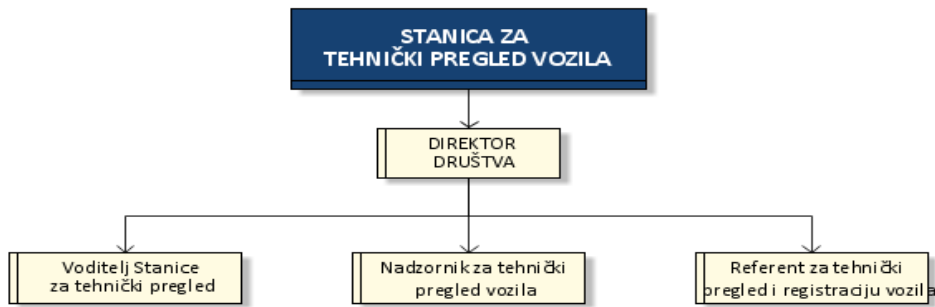 STANICA ZA
TEHNIČKI PREGLED VOZILA
DIREKTOR
DRUŠTVA
Voditelj Stanice
za tehnički pregled
Nadzornik za tehnički
pregled vozila
Referent za tehnički
pregled i registraciju vozila